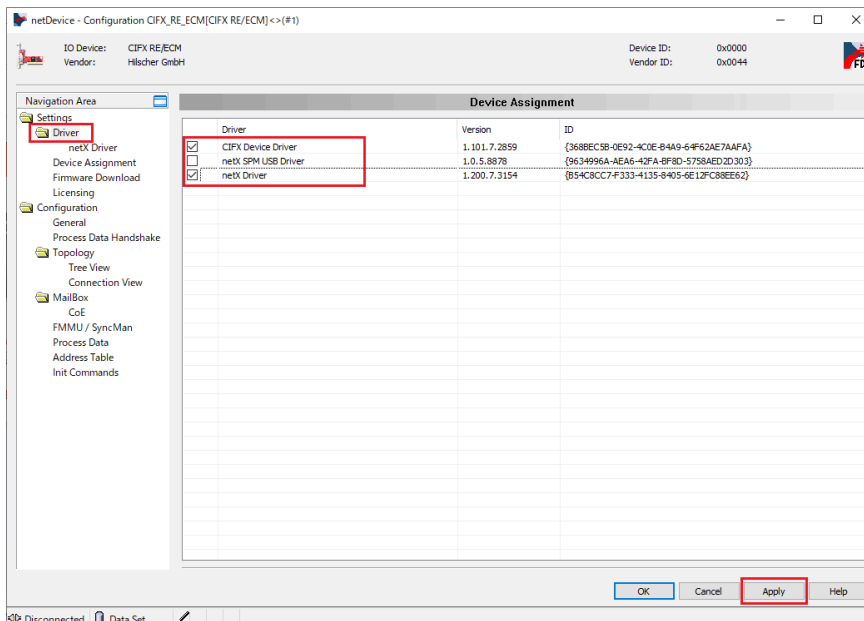 netDevice - Configuration CIFX_RE_ECM[CIFX RE/ECM]<>(#1)
IO Device: CIFX RE/ECM Device ID: 0x0000
Vendor: Hilscher GmbH Vendor ID: 0x0044
FD
Navigation Area
Settings
Driver
netX Driver
Device Assignment
Firmware Download
Licensing
Configuration
General
Process Data Handshake
Topology
Tree View
Connection View
MailBox
CoE
FMMU / SyncMan
Process Data
Address Table
Init Commands
Device Assignment
Driver Version ID
CIFX Device Driver 1.101.7.2859 {368BEC5B-0E92-4C0E-B4A9-64F62AE7AAFA}
netX SPM USB Driver 1.0.5.8878 {9634996A-AEA6-42FA-BF8D-5758AED2D303}
netX Driver 1.200.7.3154 {B54C8CC7-F333-4135-8405-6E12FC88EE62}
OK Cancel Apply Help
Disconnected Data Set